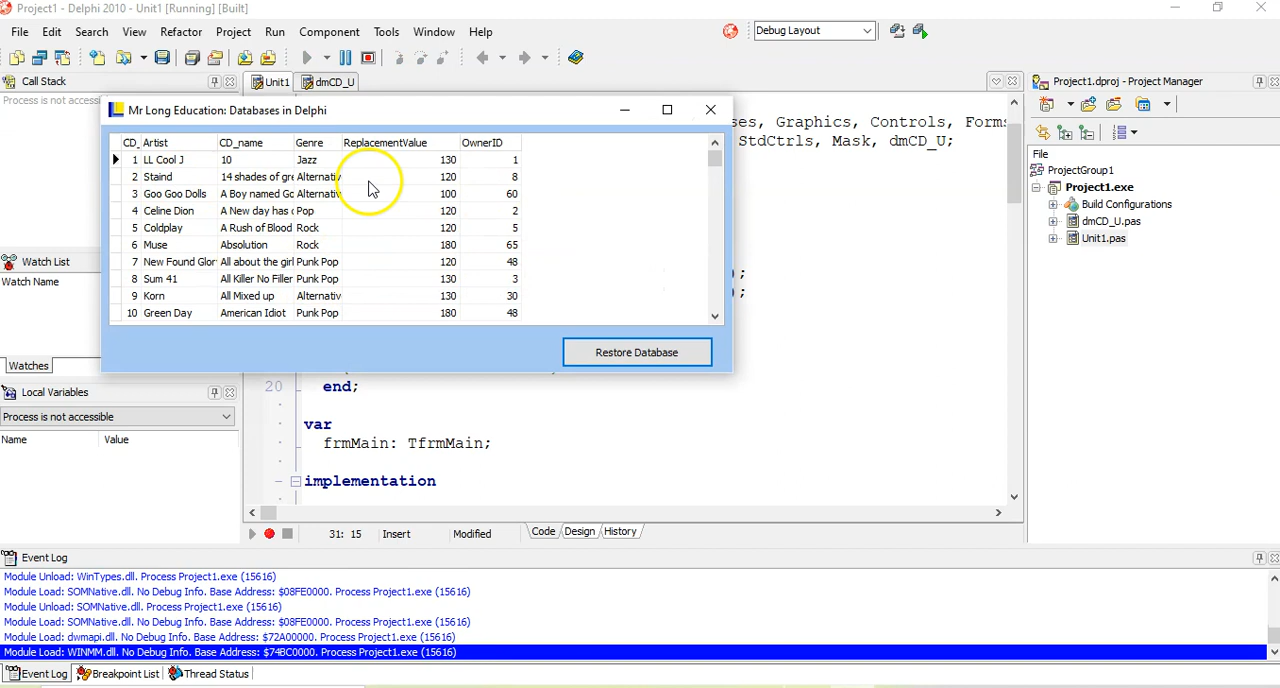 Project1 - Delphi 2010 - Unit1 [Running] [Built]
File Edit Search View Refactor Project Run Component Tools Window Help
Debug Layout
Call Stack
Unit1 dmCD_U
Project1.dproj - Project Manager
Process is not accessib
Mr Long Education: Databases in Delphi
ses, Graphics, Controls, Forms
StdCtrls, Mask, dmCD_U;
CD_ Artist CD_name Genre ReplacementValue OwnerID
1 LL Cool J 10 Jazz 130 1
2 Staind 14 shades of gre Alternativ 120 8
3 Goo Goo Dolls A Boy named Go Alternativ 100 60
4 Celine Dion A New day has c Pop 120 2
5 Coldplay A Rush of Blood Rock 120 5
6 Muse Absolution Rock 180 65
7 New Found Glory All about the girl Punk Pop 120 48
8 Sum 41 All Killer No Filler Punk Pop 130 3
9 Korn All Mixed up Alternativ 130 30
10 Green Day American Idiot Punk Pop 180 48
Restore Database
File
ProjectGroup1
Project1.exe
Build Configurations
dmCD_U.pas
Unit1.pas
Watch List
Watch Name
Watches
);
);
20 end;
var
frmMain: TfrmMain;
implementation
Local Variables
Process is not accessible
Name Value
31: 15 Insert Modified Code Design History
Event Log
Module Unload: WinTypes.dll. Process Project1.exe (15616)
Module Load: SOMNative.dll. No Debug Info. Base Address: $08FE0000. Process Project1.exe (15616)
Module Unload: SOMNative.dll. Process Project1.exe (15616)
Module Load: SOMNative.dll. No Debug Info. Base Address: $08FE0000. Process Project1.exe (15616)
Module Load: dwmapi.dll. No Debug Info. Base Address: $72A00000. Process Project1.exe (15616)
Module Load: WINMM.dll. No Debug Info. Base Address: $74BC0000. Process Project1.exe (15616)
Event Log Breakpoint List Thread Status